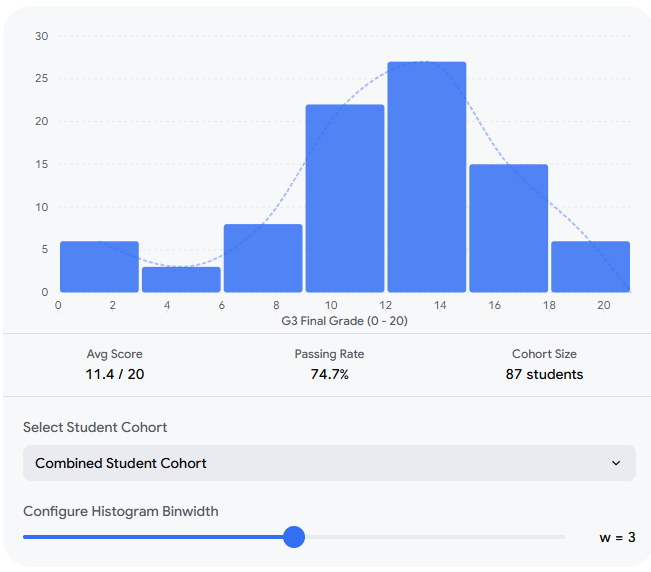 30
25
20
15
10
5
0
0 2 4 6 8 10 12 14 16 18 20
G3 Final Grade (0 - 20)
Avg Score Passing Rate Cohort Size
11.4 / 20 74.7% 87 students
Select Student Cohort
Combined Student Cohort
Configure Histogram Binwidth
w = 3